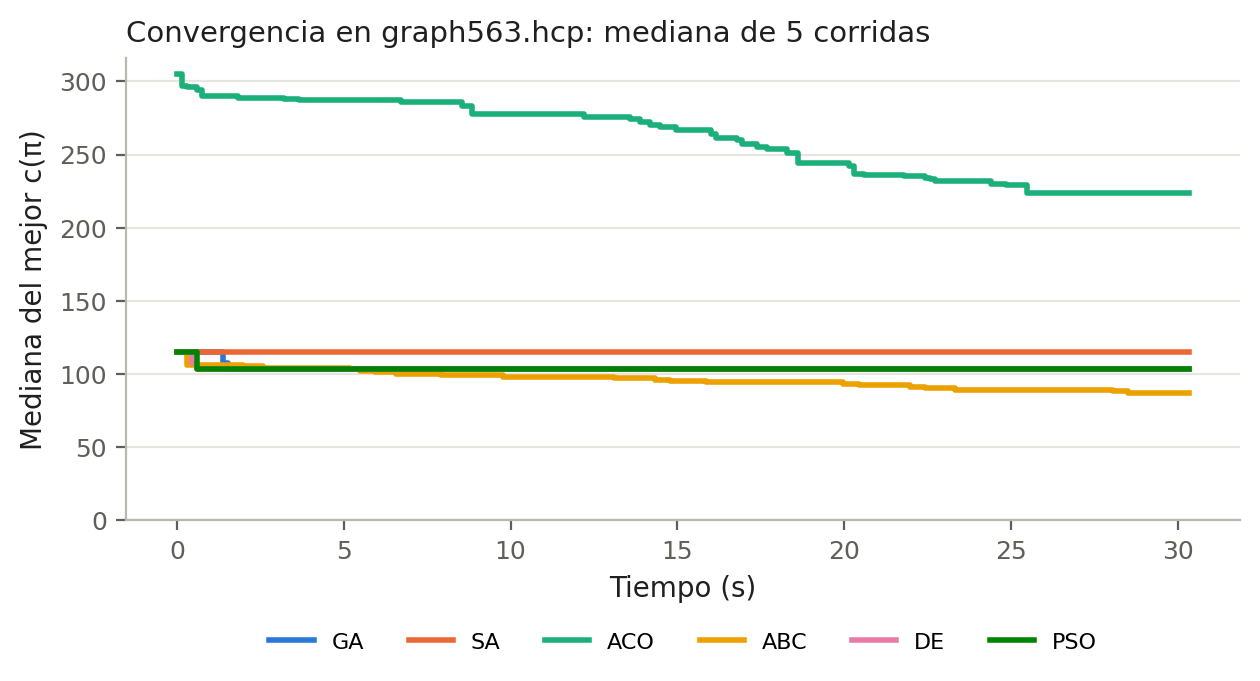 Convergencia en graph563.hcp: mediana de 5 corridas
Mediana del mejor c(π)
300
250
200
150
100
50
0
0 5 10 15 20 25 30
Tiempo (s)
GA SA ACO ABC DE PSO